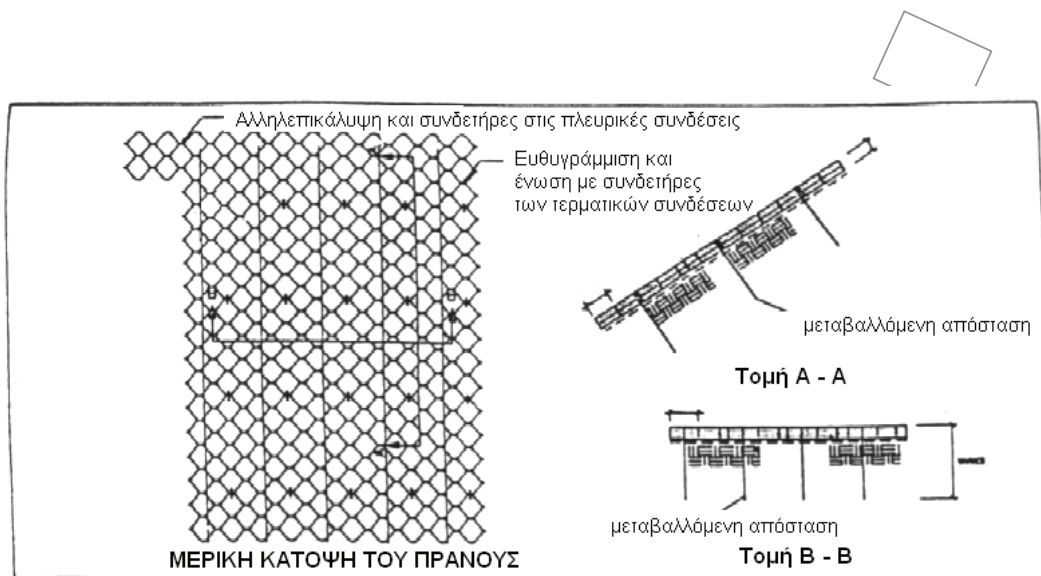 Αλληλεπικάλυψη και συνδετήρες στις πλευρικές συνδέσεις
Ευθυγράμμιση και
ένωση με συνδετήρες
των τερματικών συνδέσεων
μεταβαλλόμενη απόσταση
Τομή Α - Α
μεταβαλλόμενη απόσταση
Τομή Β - Β
ΜΕΡΙΚΗ ΚΑΤΟΨΗ ΤΟΥ ΠΡΑΝΟΥΣ